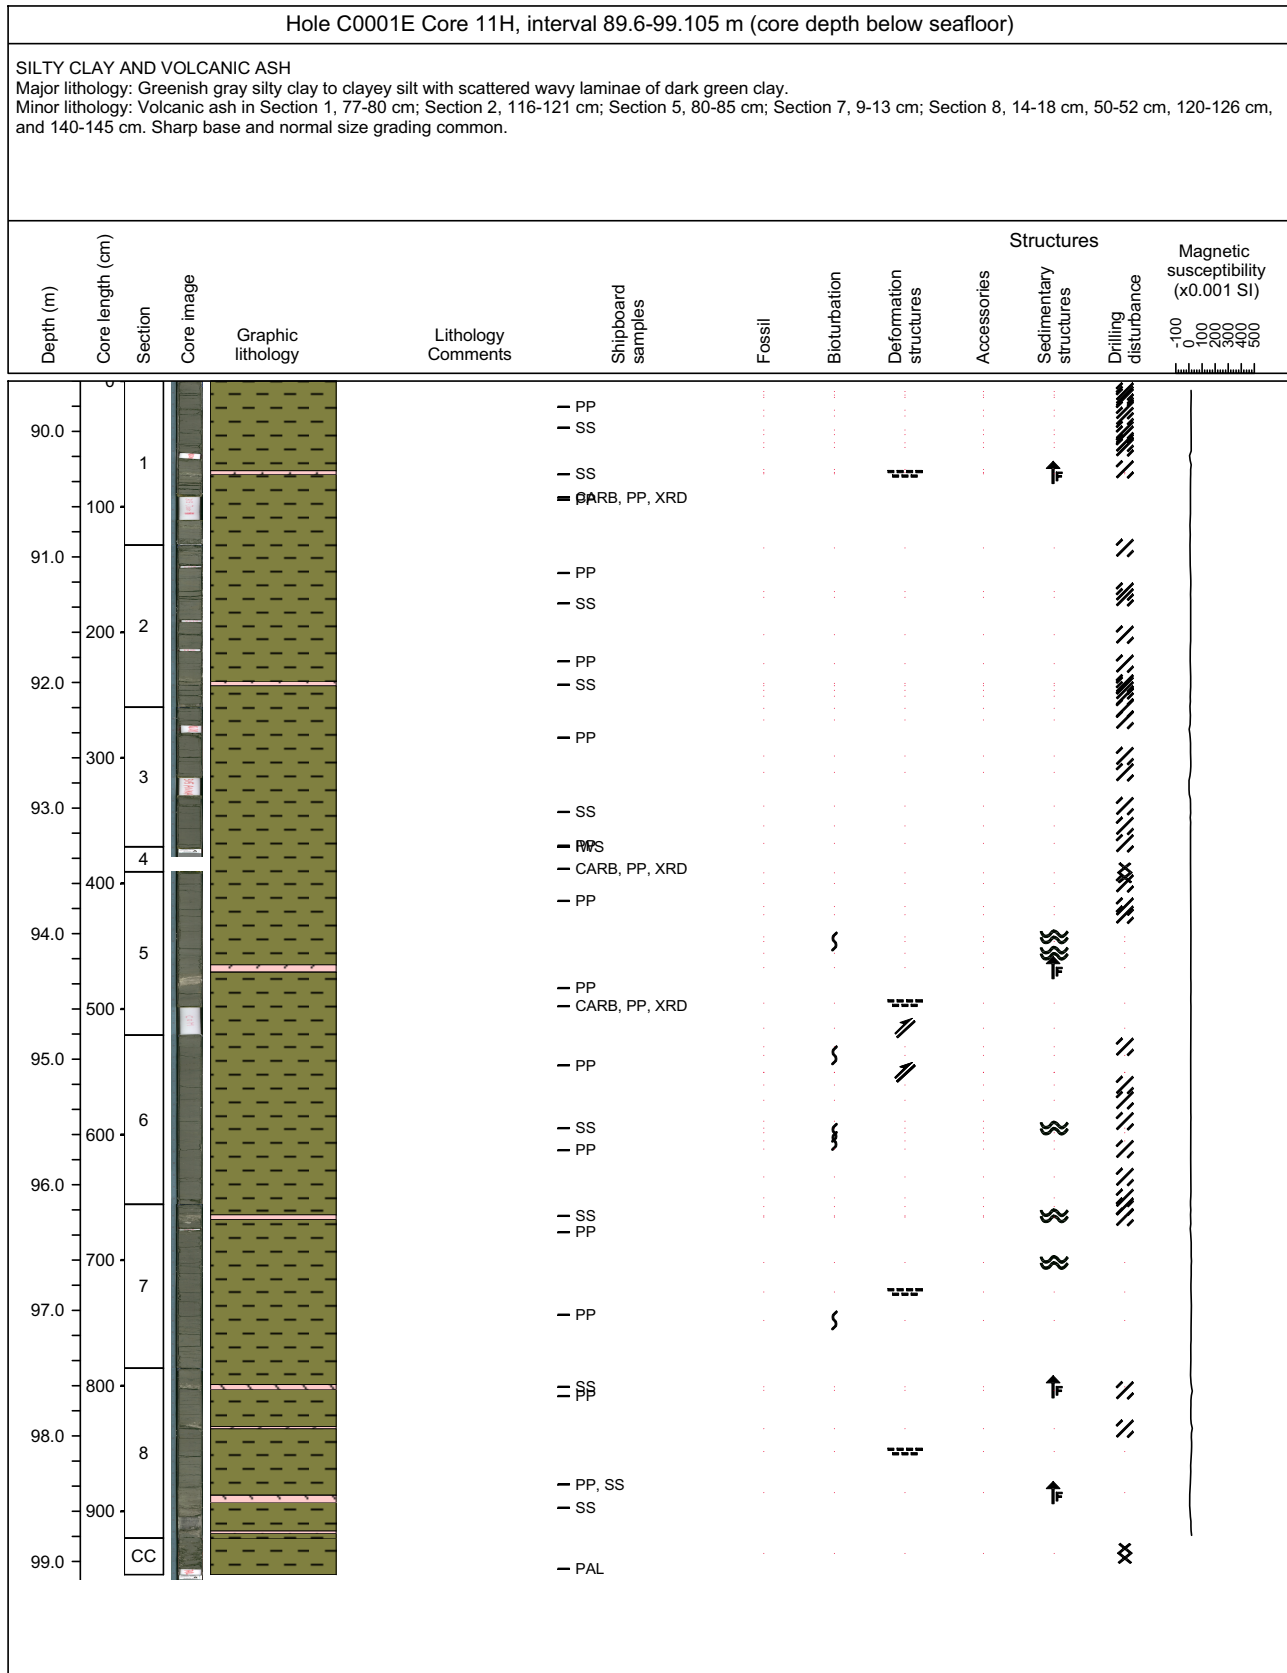 Hole C0001E Core 11H, interval 89.6-99.105 m (core depth below seafloor)
SILTY CLAY AND VOLCANIC ASH
Major lithology: Greenish gray silty clay to clayey silt with scattered wavy laminae of dark green clay.
Minor lithology: Volcanic ash in Section 1, 77-80 cm; Section 2, 116-121 cm; Section 5, 80-85 cm; Section 7, 9-13 cm; Section 8, 14-18 cm, 50-52 cm, 120-126 cm,
and 140-145 cm. Sharp base and normal size grading common.
Structures
Depth (m)
Core length (cm)
Section
Core image
Graphic
lithology
Lithology
Comments
Shipboard
samples
Fossil
Bioturbation
Deformation
structures
Accessories
Sedimentary
structures
Drilling
disturbance
Magnetic
susceptibility
(x0.001 SI)
-100
0
100
200
300
400
500
0
PP
90.0
SS
1
SS
F
100
CARB, PP, XRD
PP
91.0
PP
SS
2
200
PP
92.0
SS
PP
300
3
93.0
SS
PP
IWS
4
CARB, PP, XRD
400
PP
94.0
5
F
PP
500
CARB, PP, XRD
95.0
PP
6
SS
600
PP
96.0
SS
PP
700
7
97.0
PP
800
SS
SS
PP
F
98.0
8
PP, SS
F
900
SS
CC
99.0
PAL